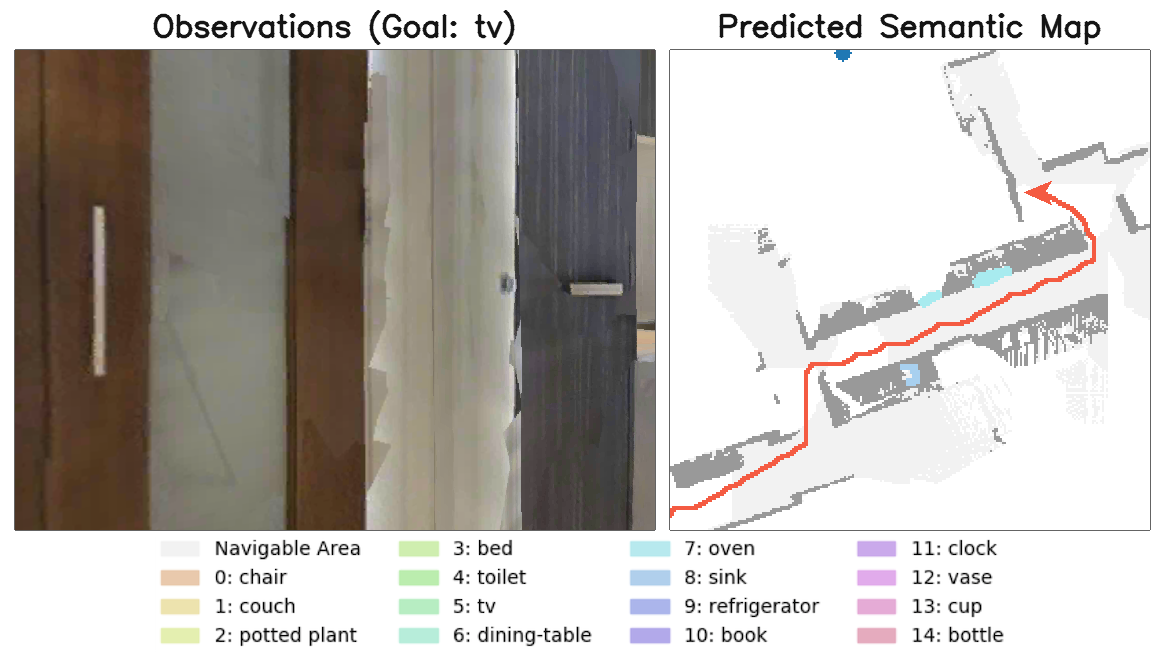 Observations (Goal: tv)
Predicted Semantic Map
Navigable Area
0: chair
1: couch
2: potted plant
3: bed
4: toilet
5: tv
6: dining-table
7: oven
8: sink
9: refrigerator
10: book
11: clock
12: vase
13: cup
14: bottle